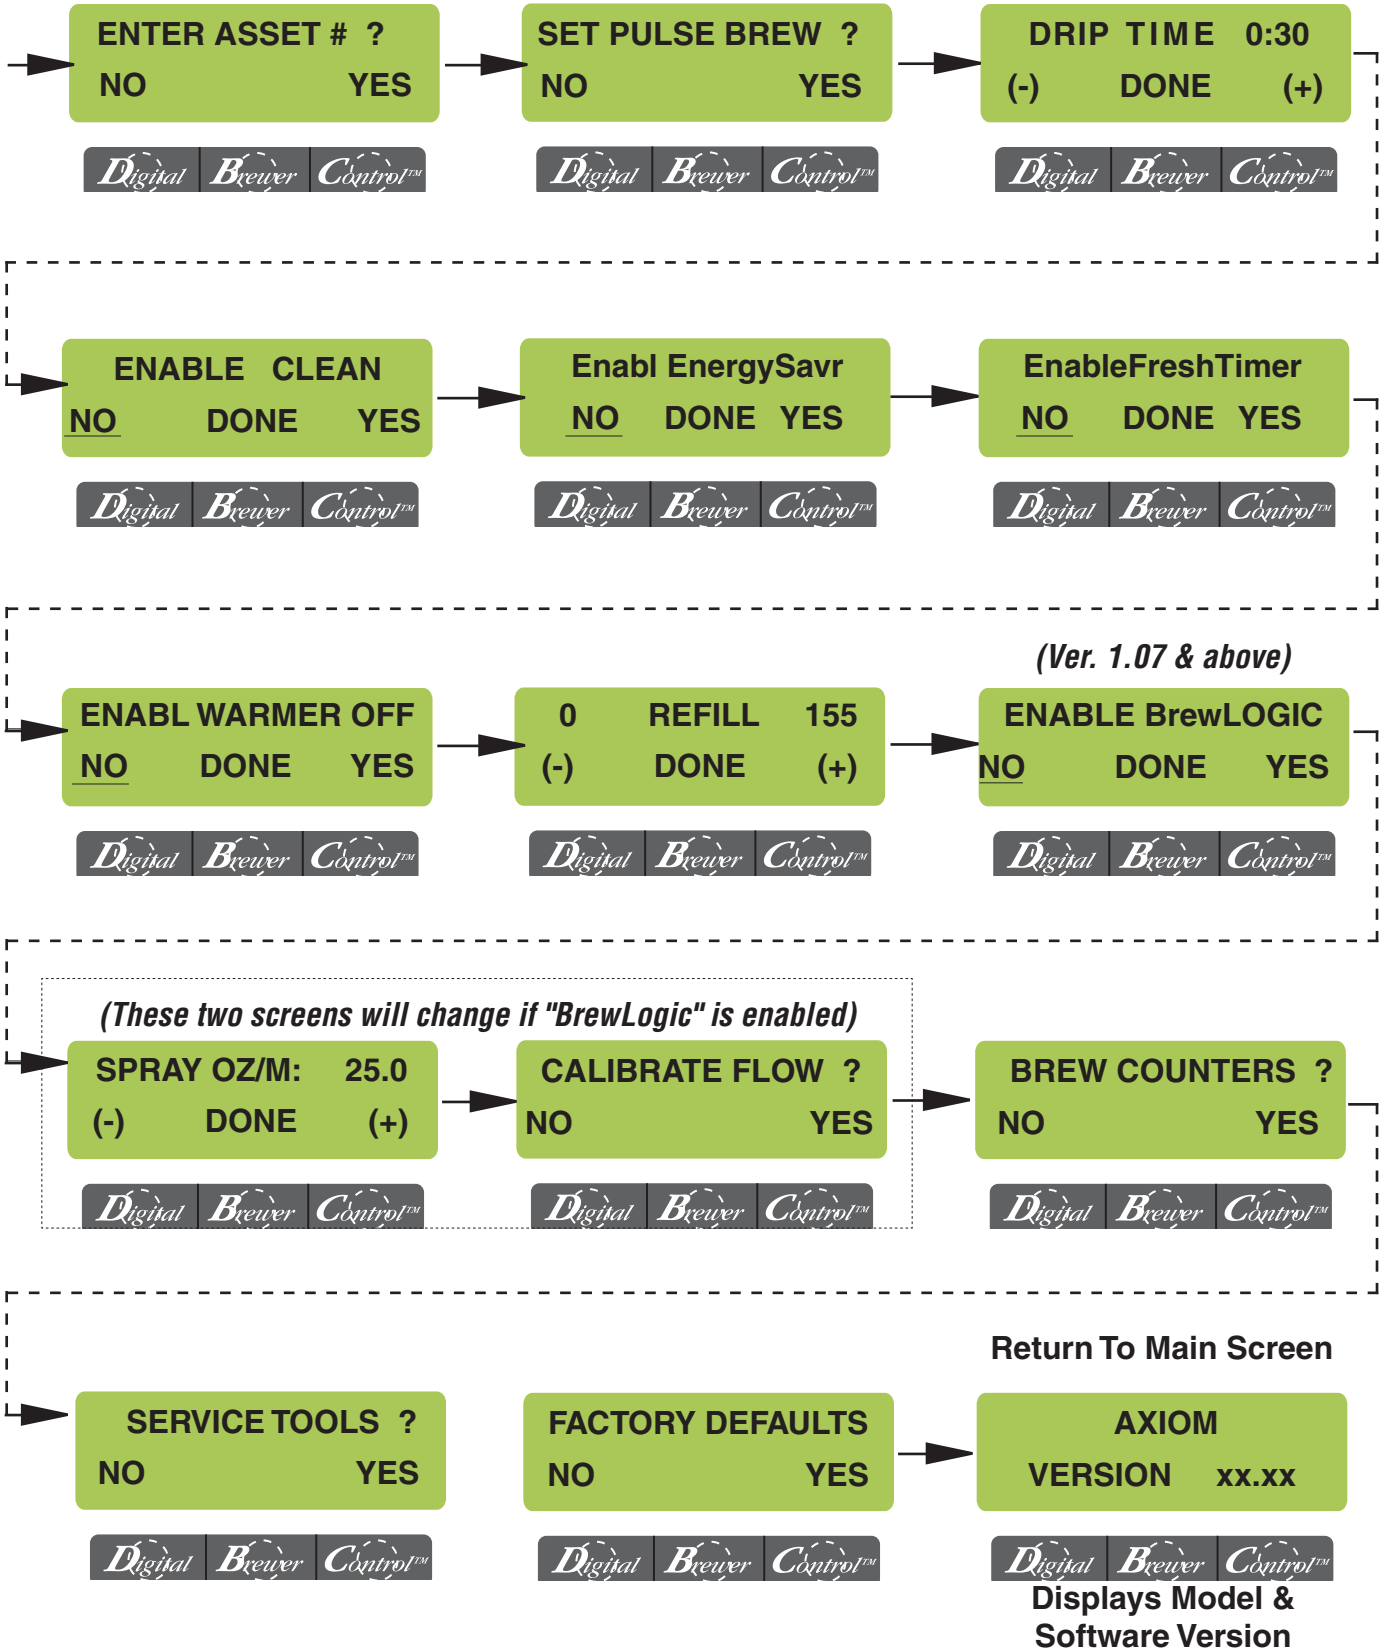 ENTER ASSET # ?
NO YES
Digital Brewer Control™
SET PULSE BREW ?
NO YES
Digital Brewer Control™
DRIP TIME 0:30
(-) DONE (+)
Digital Brewer Control™
ENABLE CLEAN
NO DONE YES
Digital Brewer Control™
Enabl EnergySavr
NO DONE YES
Digital Brewer Control™
EnableFreshTimer
NO DONE YES
Digital Brewer Control™
ENABL WARMER OFF
NO DONE YES
Digital Brewer Control™
0 REFILL 155
(-) DONE (+)
Digital Brewer Control™
(Ver. 1.07 & above)
ENABLE BrewLOGIC
NO DONE YES
Digital Brewer Control™
(These two screens will change if "BrewLogic" is enabled)
SPRAY OZ/M: 25.0
(-) DONE (+)
Digital Brewer Control™
CALIBRATE FLOW ?
NO YES
Digital Brewer Control™
BREW COUNTERS ?
NO YES
Digital Brewer Control™
SERVICE TOOLS ?
NO YES
Digital Brewer Control™
FACTORY DEFAULTS
NO YES
Digital Brewer Control™
Return To Main Screen
AXIOM
VERSION xx.xx
Digital Brewer Control™
Displays Model &
Software Version